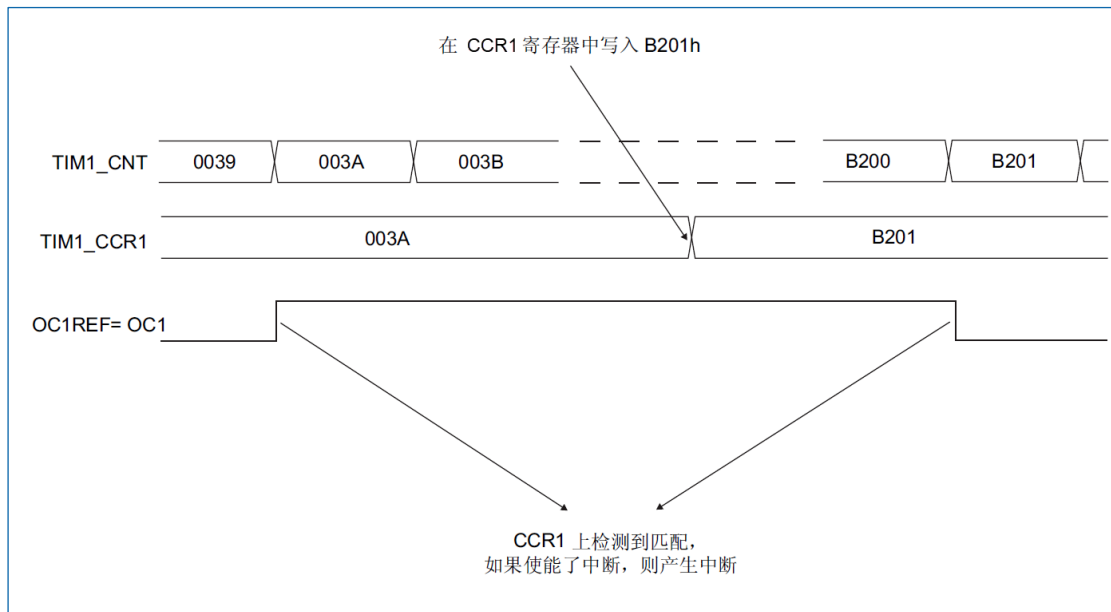 在 CCR1 寄存器中写入 B201h
TIM1_CNT 0039 003A 003B B200 B201
TIM1_CCR1 003A B201
OC1REF= OC1
CCR1 上检测到匹配，
如果使能了中断，则产生中断